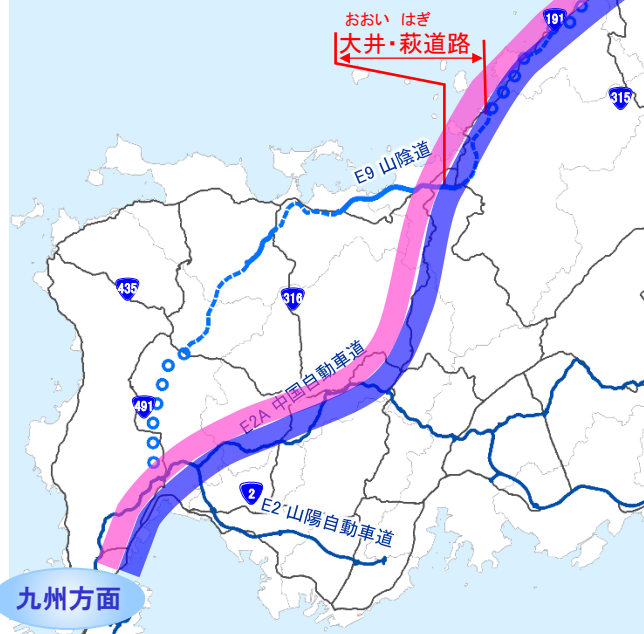 191
おおい はぎ
大井・萩道路
315
E9 山陰道
435
316
E2A 中国自動車道
491
2
E2 山陽自動車道
九州方面